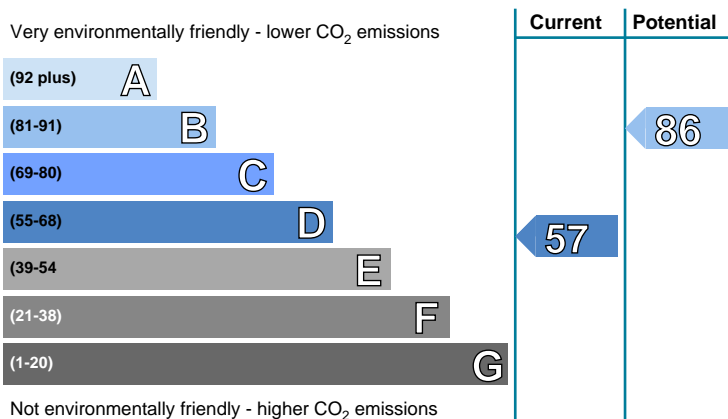 Current Potential
Very environmentally friendly - lower CO₂ emissions
(92 plus) A
(81-91) B
86
(69-80) C
(55-68) D
57
(39-54 E
(21-38) F
(1-20) G
Not environmentally friendly - higher CO₂ emissions